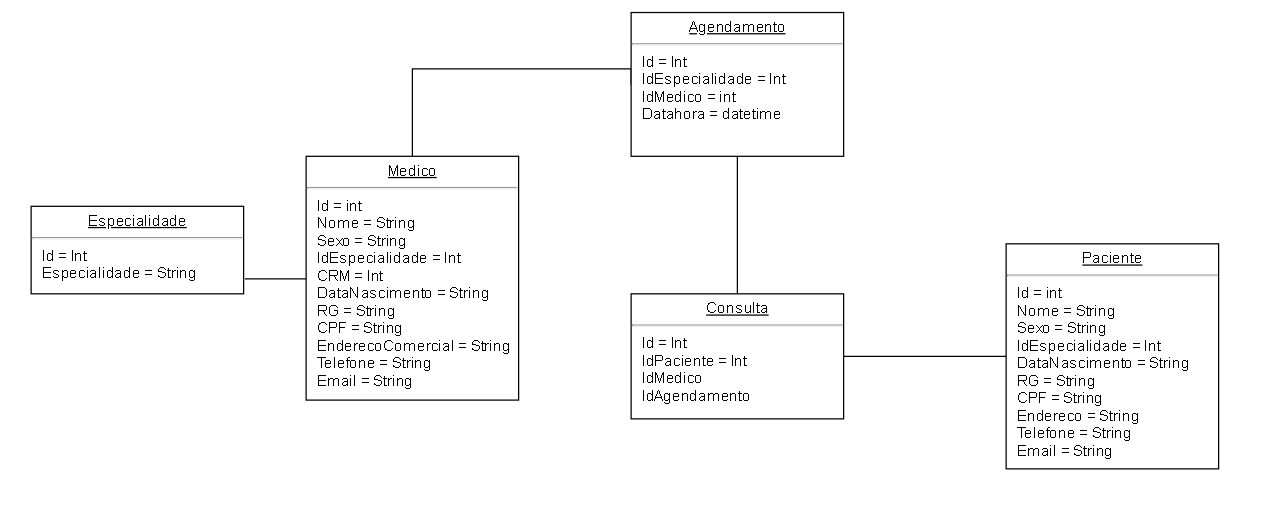 Agendamento
Id = Int
IdEspecialidade = Int
IdMedico = int
Datahora = datetime
Medico
Id = int
Nome = String
Sexo = String
IdEspecialidade = Int
CRM = Int
DataNascimento = String
RG = String
CPF = String
EnderecoComercial = String
Telefone = String
Email = String
Especialidade
Id = Int
Especialidade = String
Consulta
Id = Int
IdPaciente = Int
IdMedico
IdAgendamento
Paciente
Id = int
Nome = String
Sexo = String
IdEspecialidade = Int
DataNascimento = String
RG = String
CPF = String
Endereco = String
Telefone = String
Email = String